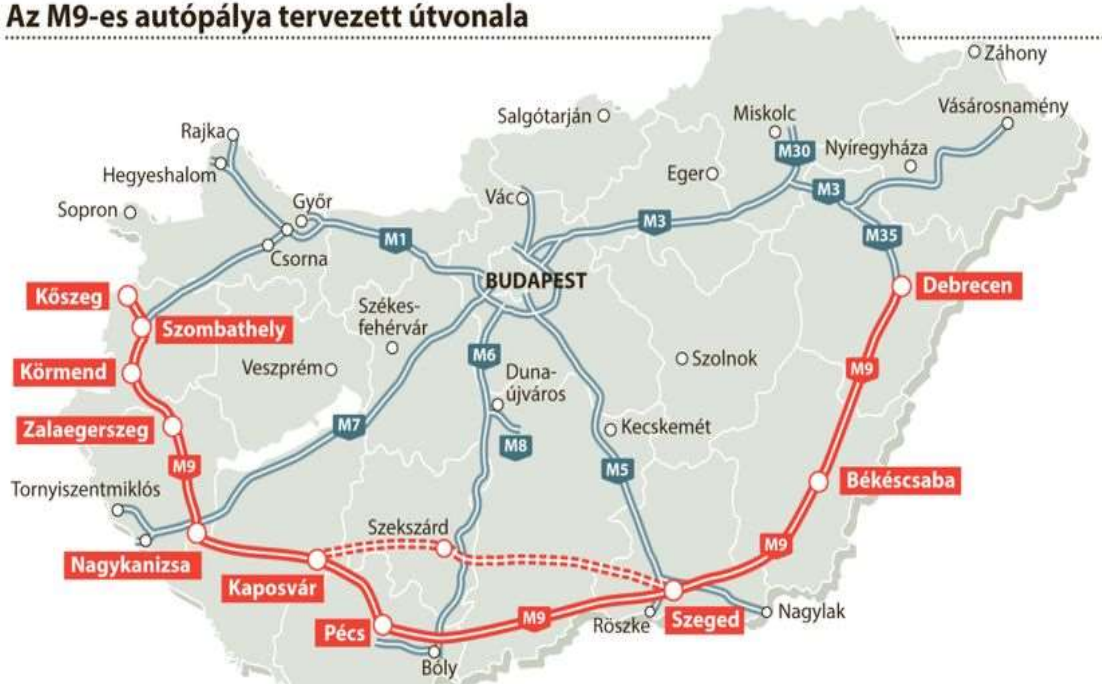 Az M9-es autópálya tervezett útvonala
Záhony
Vásárosnamény
Salgótarján
Miskolc
Rajka
M30
Nyíregyháza
Hegyeshalom
Eger
M3
Sopron
Győr
Vác
M3
M35
M1
Csorna
BUDAPEST
Debrecen
Kőszeg
Székes-
fehérvár
Szombathely
M6
Szolnok
Körmend
Veszprém
Duna-
újváros
M9
Zalaegerszeg
M7
M8
Kecskemét
M9
M5
Békéscsaba
Tornyiszentmiklós
Szekszárd
M9
Nagykanizsa
Kaposvár
M9
Nagylak
Röszke
Szeged
Pécs
Bóly